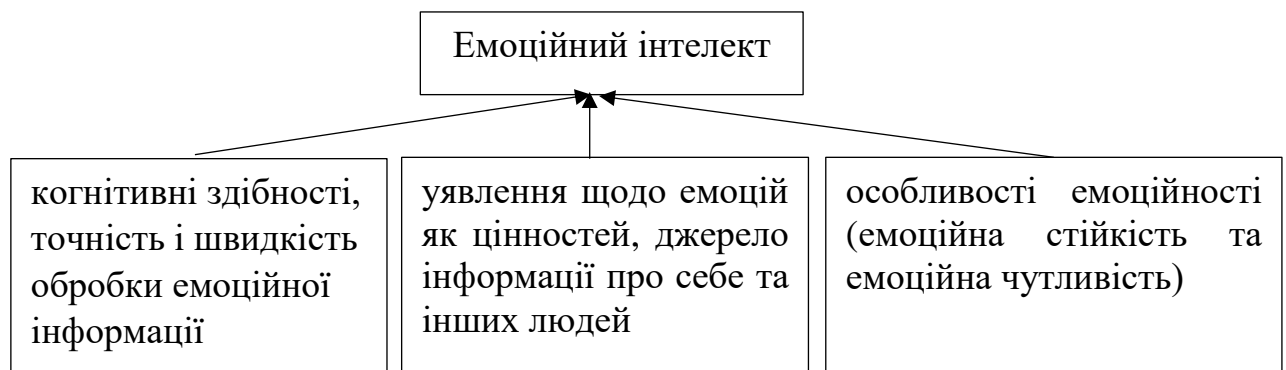 Емоційний інтелект
когнітивні здібності,
точність і швидкість
обробки емоційної
інформації
уявлення щодо емоцій
як цінностей, джерело
інформації про себе та
інших людей
особливості емоційності
(емоційна стійкість та
емоційна чутливість)